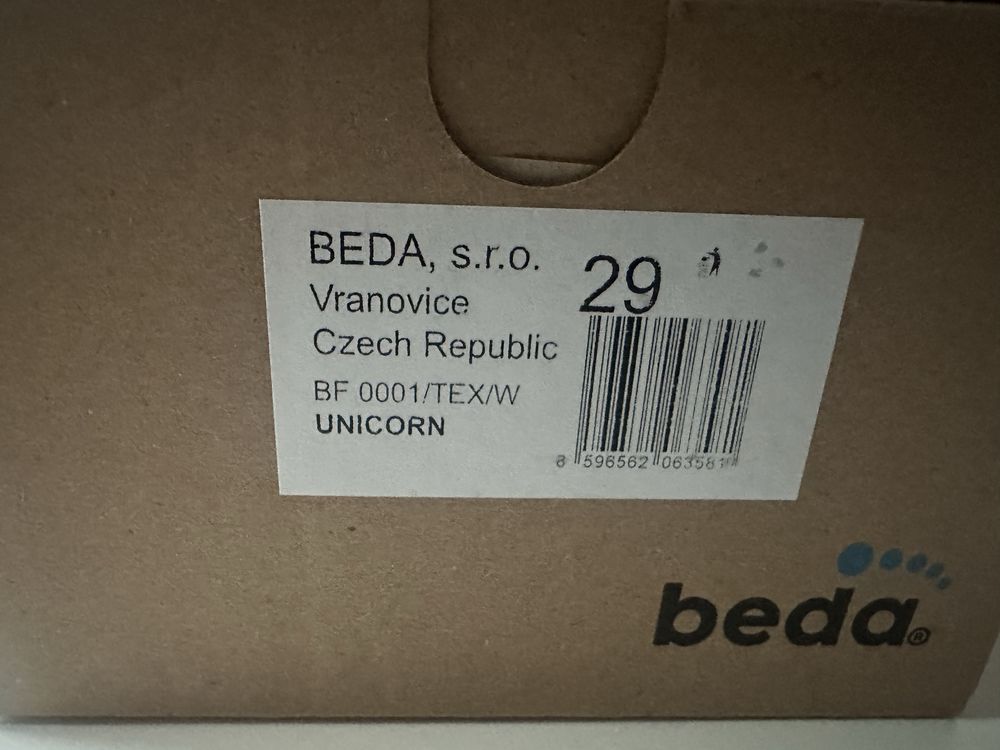 BEDA, s.r.o.
Vranovice
Czech Republic
BF 0001/TEX/W
UNICORN
29
8 596562 063581
beda®